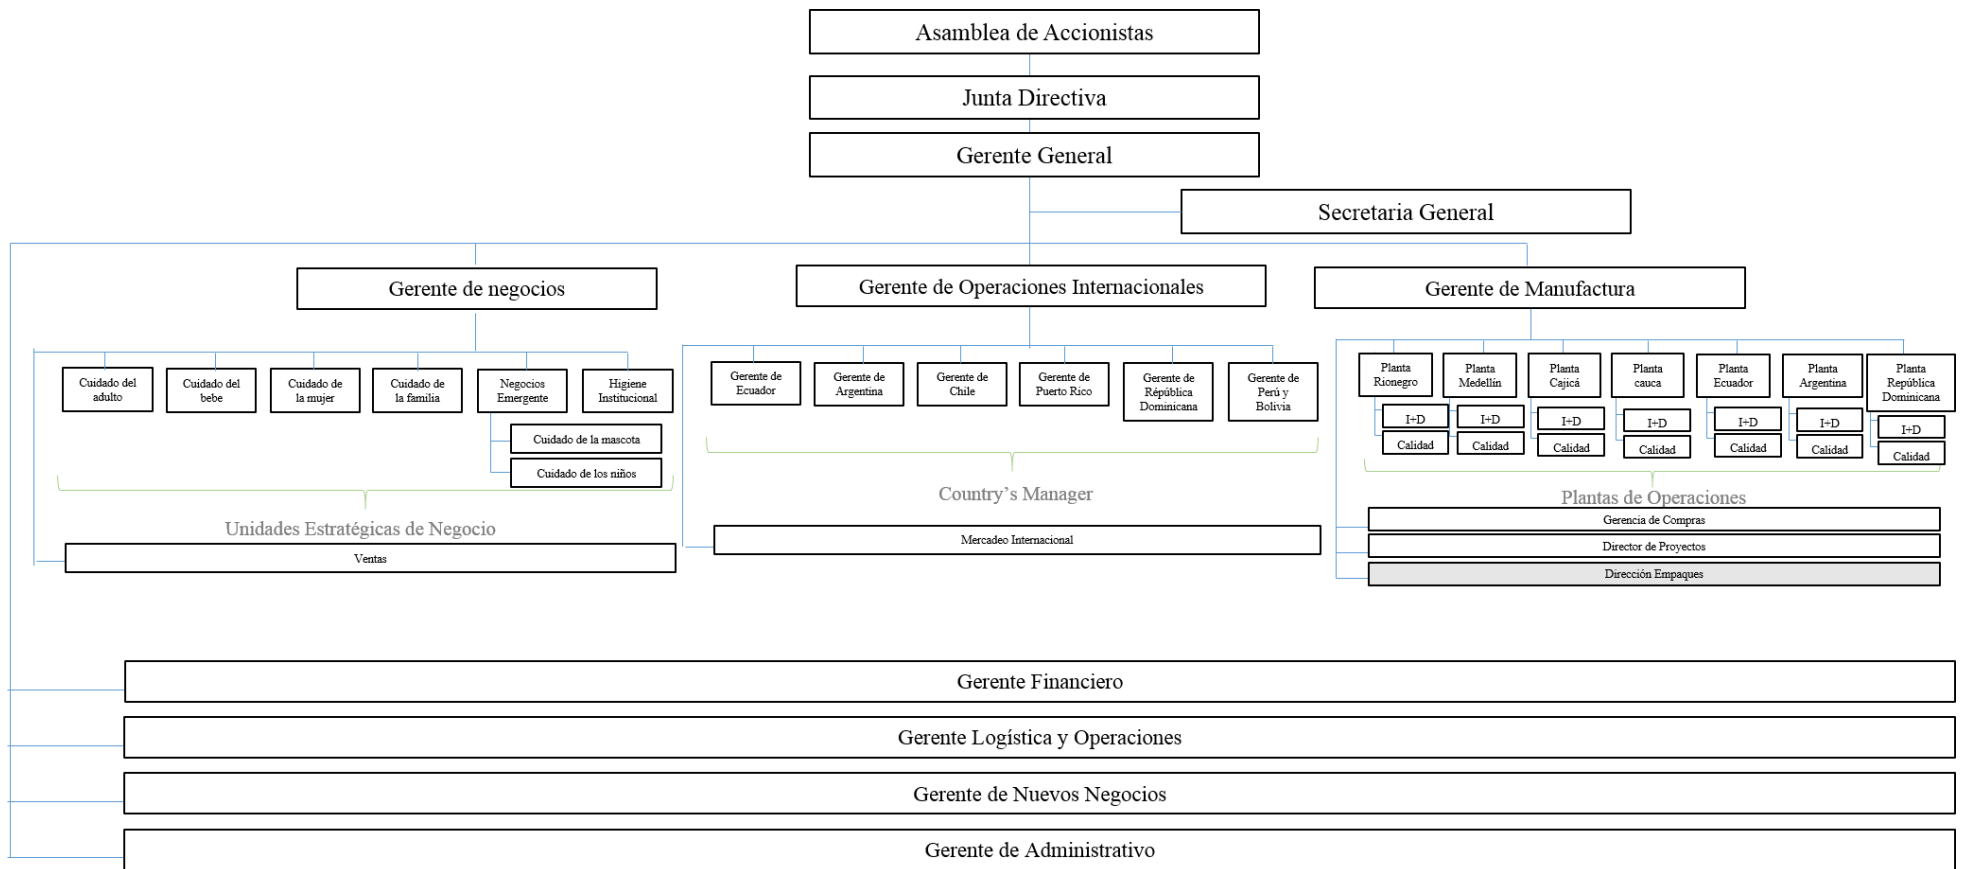 Asamblea de Accionistas
Junta Directiva
Gerente General
Secretaria General
Gerente de negocios
Gerente de Operaciones Internacionales
Gerente de Manufactura
Cuidado del
adulto
Cuidado del
bebe
Cuidado de
la mujer
Cuidado de
la familia
Negocios
Emergente
Higiene
Institucional
Cuidado de la mascota
Cuidado de los niños
Unidades Estratégicas de Negocio
Ventas
Gerente de
Ecuador
Gerente de
Argentina
Gerente de
Chile
Gerente de
Puerto Rico
Gerente de
Républica
Dominicana
Gerente de
Perú y
Bolivia
Country’s Manager
Mercadeo Internacional
Planta
Rionegro
I+D
Calidad
Planta
Medellín
I+D
Calidad
Planta
Cajicá
I+D
Calidad
Planta
cauca
I+D
Calidad
Planta
Ecuador
I+D
Calidad
Planta
Argentina
I+D
Calidad
Planta
República
Dominicana
I+D
Calidad
Plantas de Operaciones
Gerencia de Compras
Director de Proyectos
Dirección Empaques
Gerente Financiero
Gerente Logística y Operaciones
Gerente de Nuevos Negocios
Gerente de Administrativo